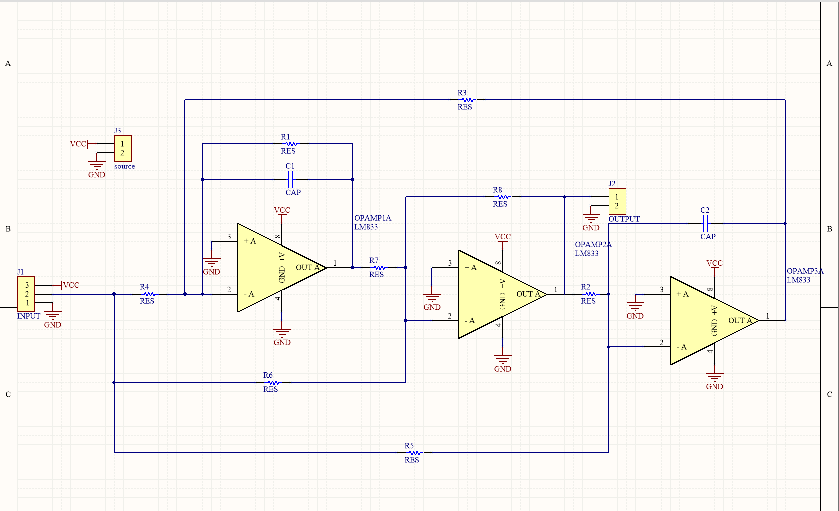 A
A
R3
RES
J3
VCC
1
2
GND
source
R1
RES
C1
CAP
R8
RES
J2
1
2
GND
OUTPUT
C2
CAP
B
B
VCC
8
OPAMP1A
LM833
3
+ A
GND +V
OUT A
1
GND
2
- A
4
GND
R7
RES
VCC
8
OPAMP2A
LM833
3
+ A
GND +V
OUT A
1
GND
2
- A
4
GND
R2
RES
VCC
8
OPAMP3A
LM833
3
+ A
GND +V
OUT A
1
GND
2
- A
4
GND
J1
3
2
1
VCC
GND
INPUT
R4
RES
R6
RES
C
C
R5
RES